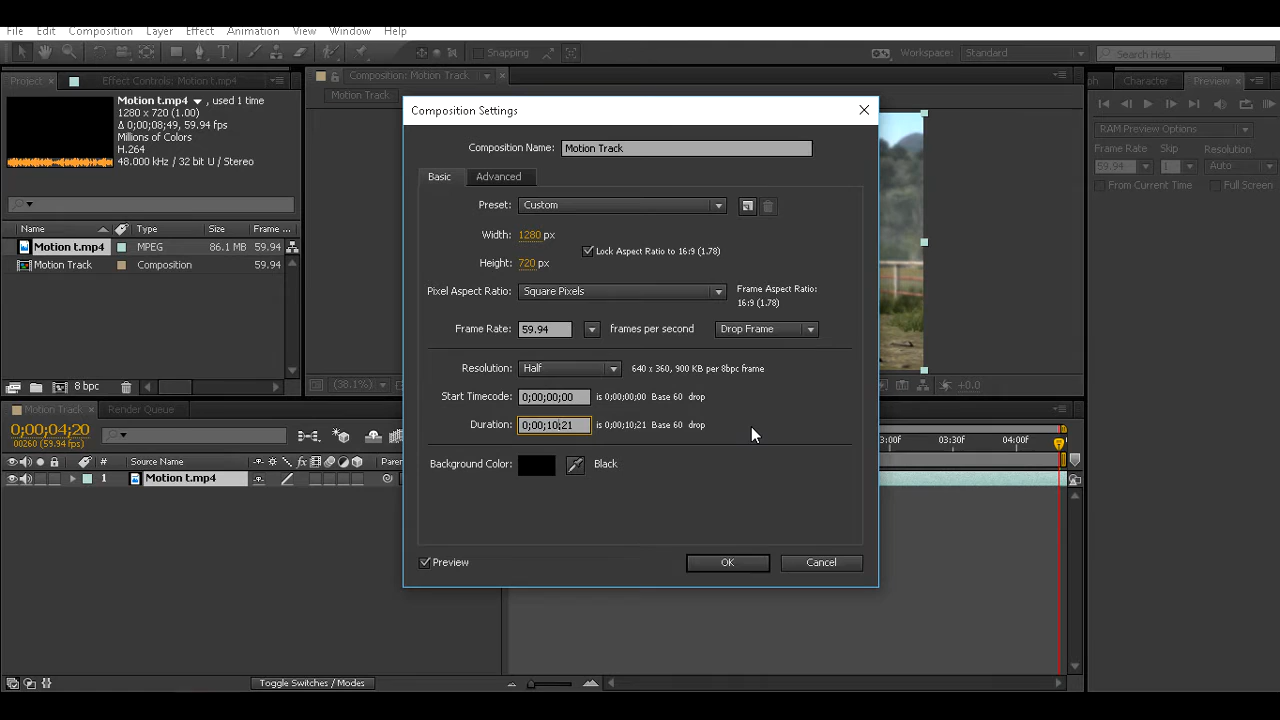 File Edit Composition Layer Effect Animation View Window Help
Snapping
Workspace: Standard
Search Help
Project
Effect Controls: Motion t.mp4
Composition: Motion Track
Character
Preview
Motion t.mp4 , used 1 time
1280 x 720 (1.00)
Δ 0;00;08;49, 59.94 fps
Millions of Colors
H.264
48.000 kHz / 32 bit U / Stereo
Motion Track
RAM Preview Options
Frame Rate Skip Resolution
59.94 1 Auto
From Current Time Full Screen
Name Type Size Frame ...
Motion t.mp4 MPEG 86.1 MB 59.94
Motion Track Composition 59.94
8 bpc
(38.1%)
+0.0
Composition Settings
Composition Name: Motion Track
Basic Advanced
Preset: Custom
Width: 1280 px
Lock Aspect Ratio to 16:9 (1.78)
Height: 720 px
Pixel Aspect Ratio: Square Pixels
Frame Aspect Ratio:
16:9 (1.78)
Frame Rate: 59.94 frames per second Drop Frame
Resolution: Half 640 x 360, 900 KB per 8bpc frame
Start Timecode: 0;00;00;00 is 0;00;00;00 Base 60 drop
Duration: 0;00;10;21 is 0;00;10;21 Base 60 drop
Background Color: Black
Preview
OK Cancel
Motion Track
Render Queue
0;00;04;20
00260 (59.94 fps)
03:30f 04:00f
# Source Name
Parent
1 Motion t.mp4
Toggle Switches / Modes